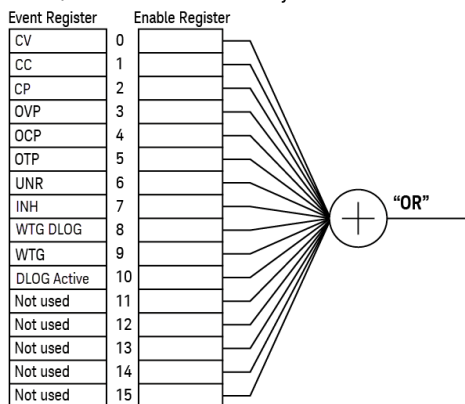 Event Register Enable Register
CV 0
CC 1
CP 2
OVP 3
OCP 4
OTP 5
UNR 6
INH 7
WTG DLOG 8
WTG 9
DLOG Active 10
Not used 11
Not used 12
Not used 13
Not used 14
Not used 15
+ “OR”